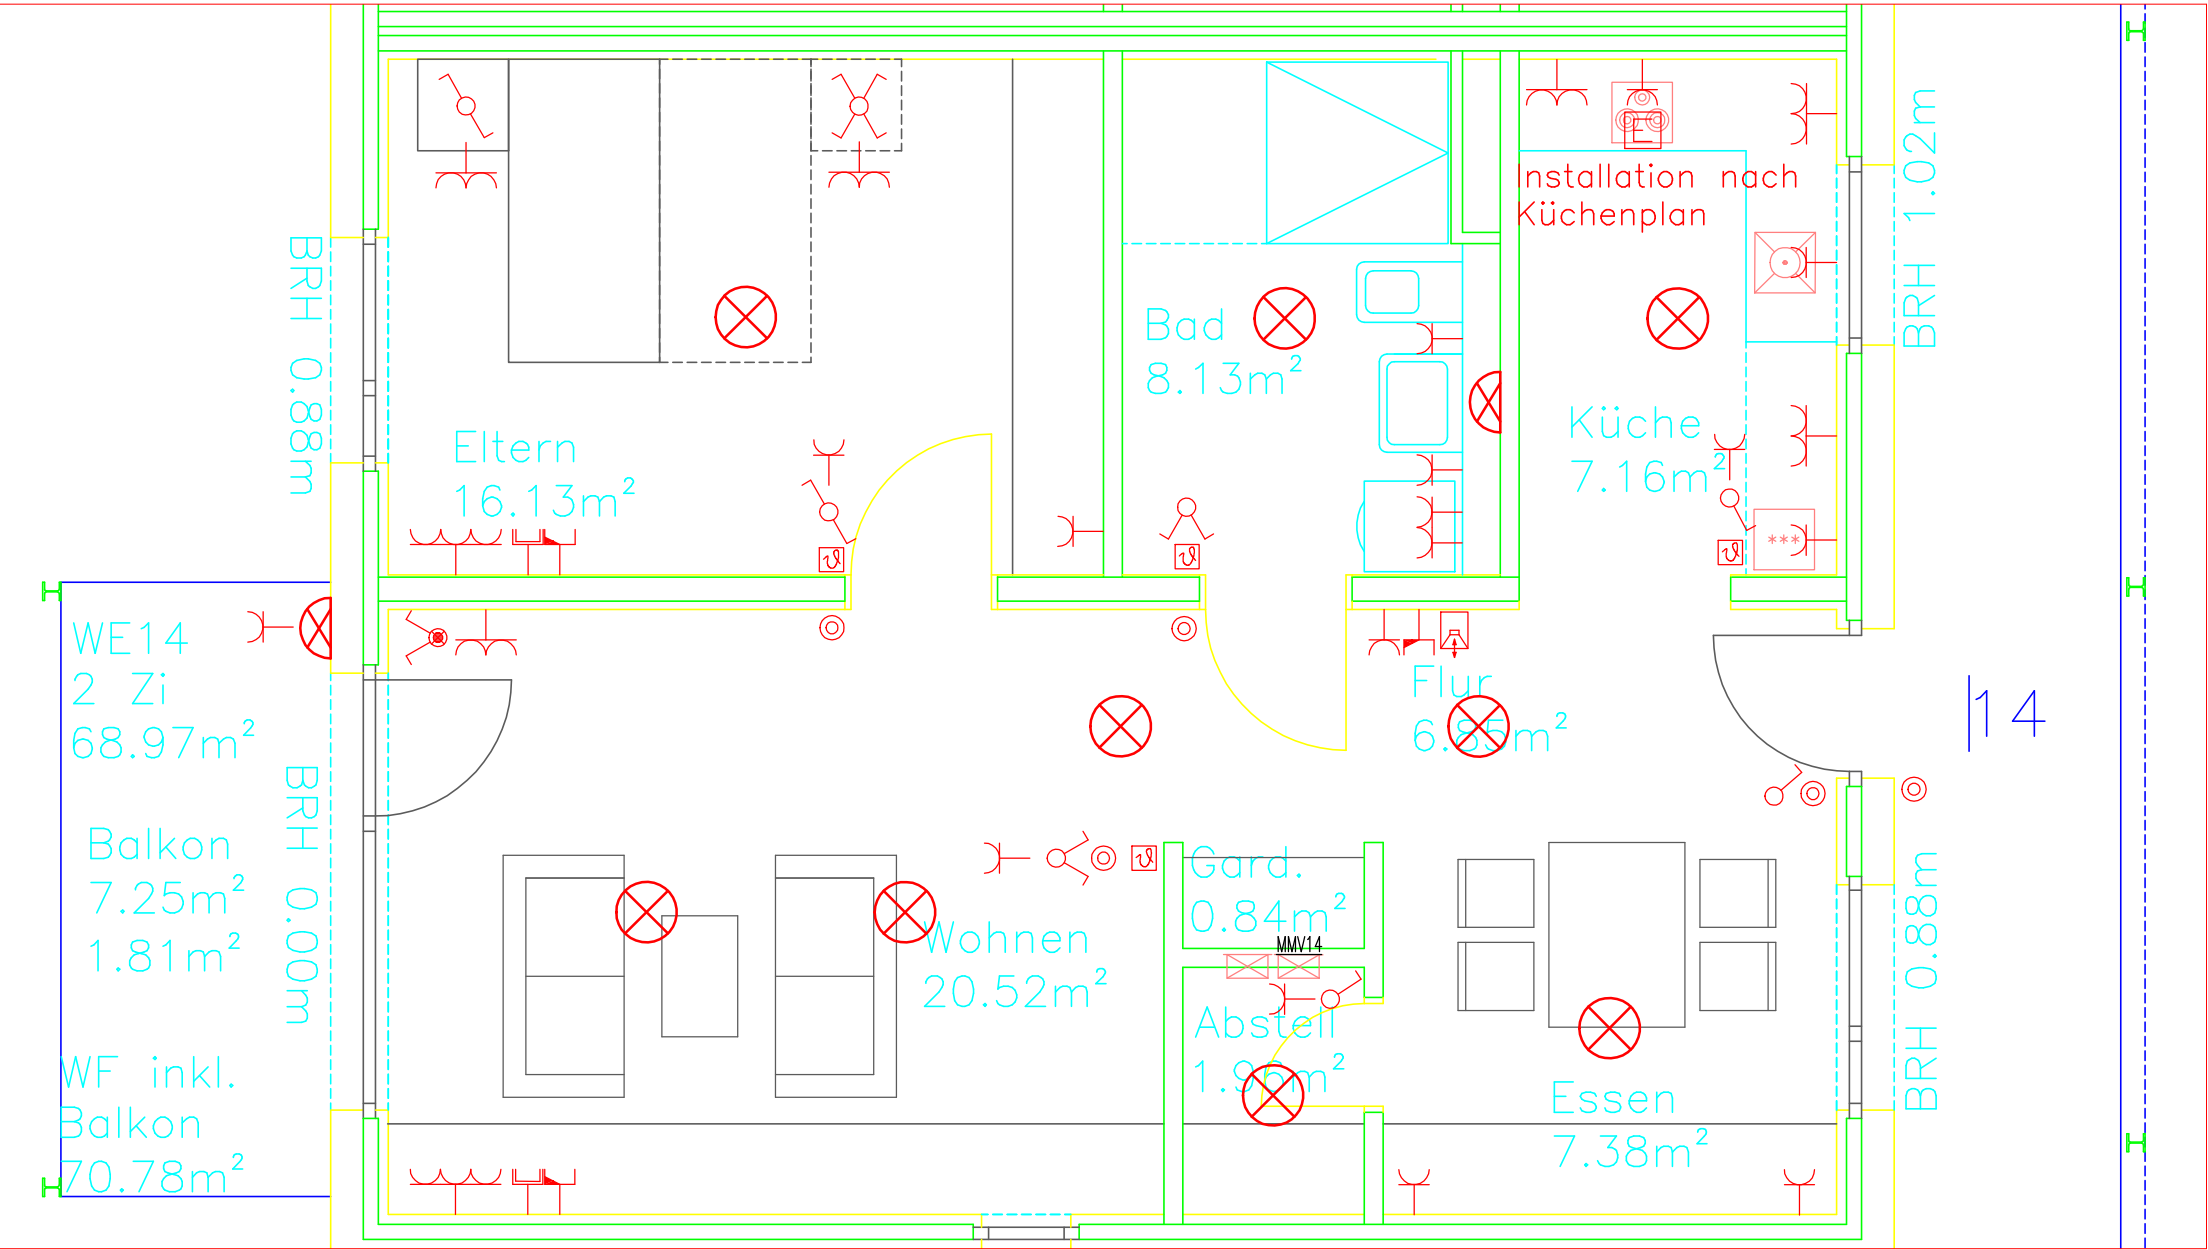 Installation nach
Küchenplan
BRH 1.02m
BRH 0.88m
Bad
8.13m²
Eltern
16.13m²
Küche
7.16m²
***
WE14
2 Zi
68.97m²
Flur
6.85m²
14
BRH 0.00m
Balkon
7.25m²
1.81m²
Gard.
0.84m²
MMV14
Wohnen
20.52m²
Abstell
1.96m²
BRH 0.88m
Essen
7.38m²
WF inkl.
Balkon
70.78m²